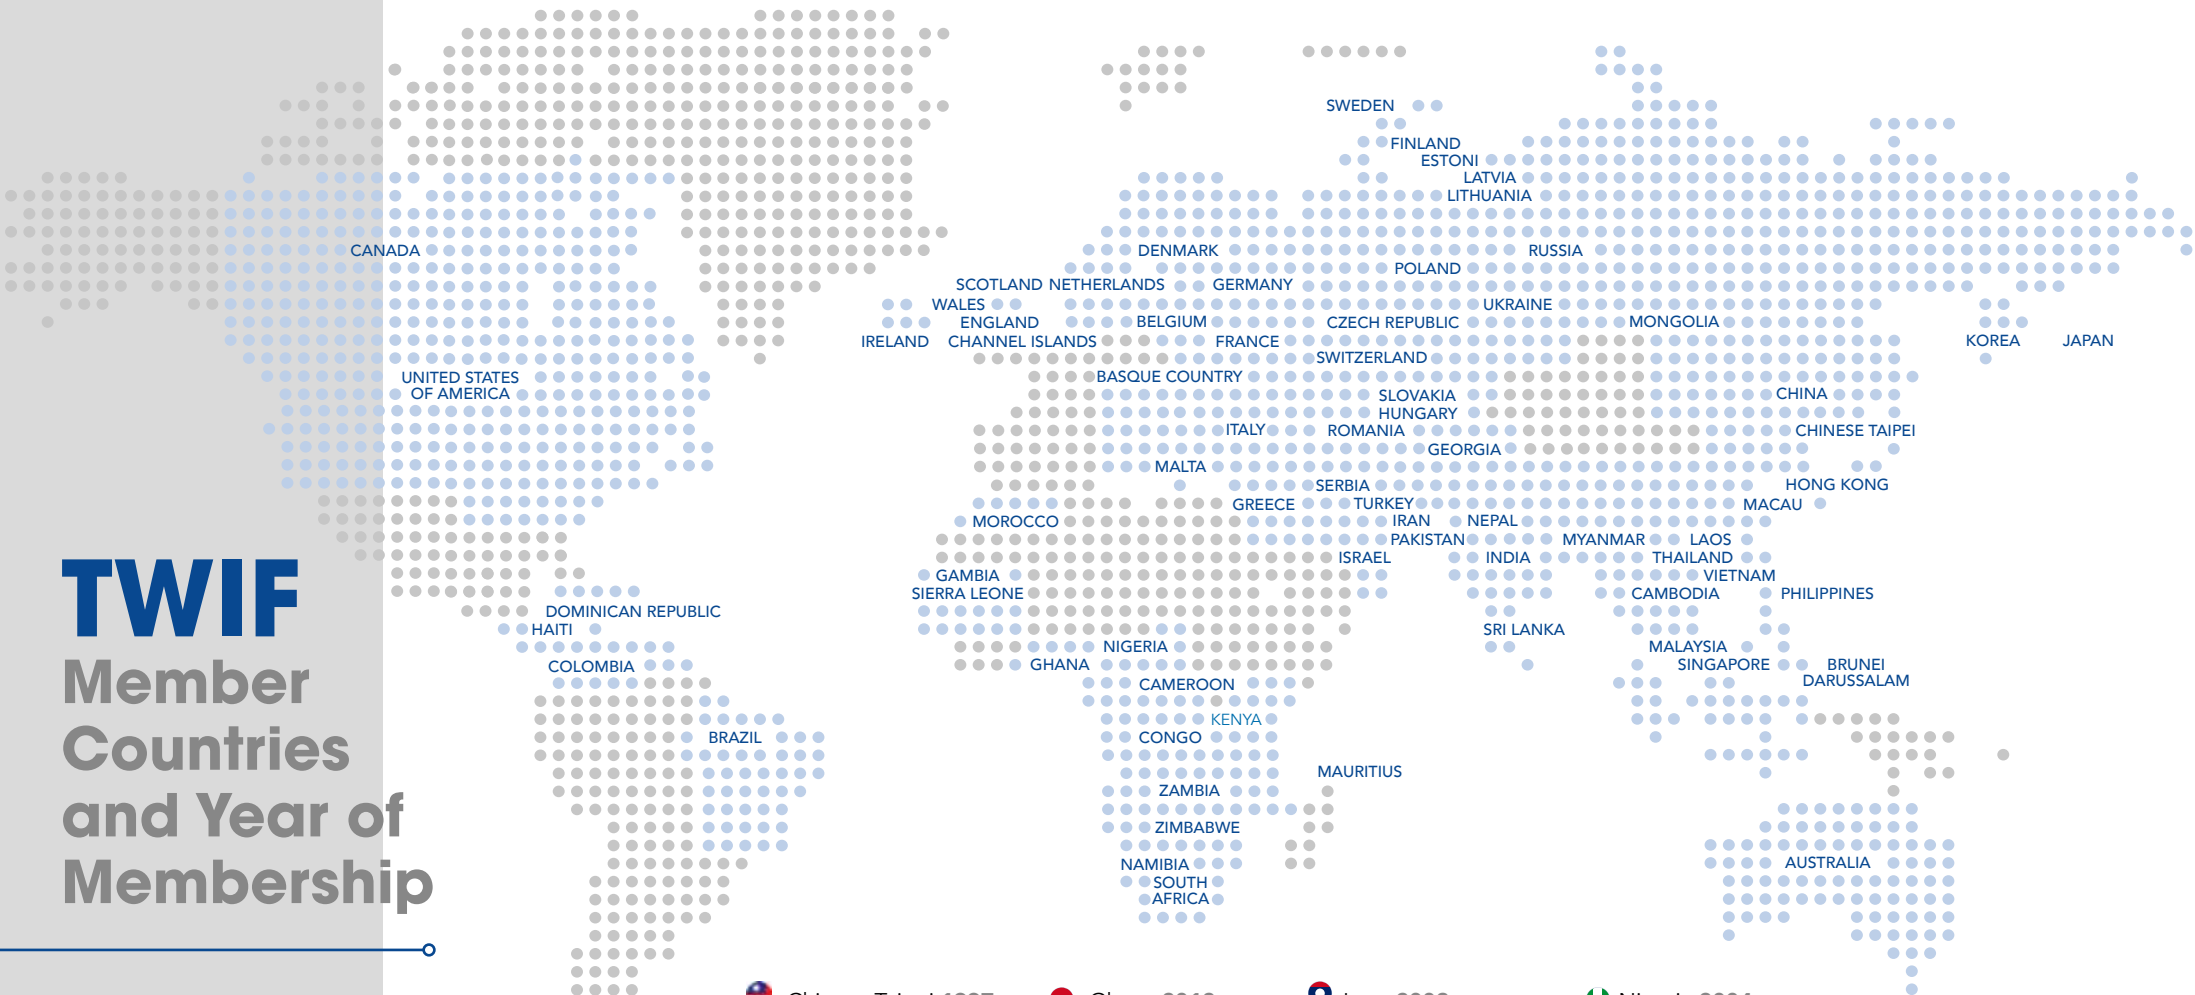 SWEDEN
FINLAND
ESTONI
LATVIA
LITHUANIA
CANADA
DENMARK
RUSSIA
POLAND
SCOTLAND NETHERLANDS GERMANY
WALES
UKRAINE
ENGLAND
BELGIUM
CZECH REPUBLIC
MONGOLIA
IRELAND
CHANNEL ISLANDS
FRANCE
KOREA
JAPAN
SWITZERLAND
UNITED STATES
OF AMERICA
BASQUE COUNTRY
SLOVAKIA
CHINA
HUNGARY
ITALY
ROMANIA
CHINESE TAIPEI
GEORGIA
MALTA
SERBIA
HONG KONG
GREECE
TURKEY
MACAU
MOROCCO
IRAN
NEPAL
PAKISTAN
MYANMAR
LAOS
ISRAEL
INDIA
THAILAND
GAMBIA
VIETNAM
SIERRA LEONE
CAMBODIA
PHILIPPINES
DOMINICAN REPUBLIC
HAITI
SRI LANKA
NIGERIA
MALAYSIA
COLOMBIA
GHANA
SINGAPORE
BRUNEI
DARUSSALAM
CAMEROON
KENYA
BRAZIL
CONGO
MAURITIUS
ZAMBIA
ZIMBABWE
NAMIBIA
AUSTRALIA
SOUTH
AFRICA
TWIF
Member
Countries
and Year of
Membership